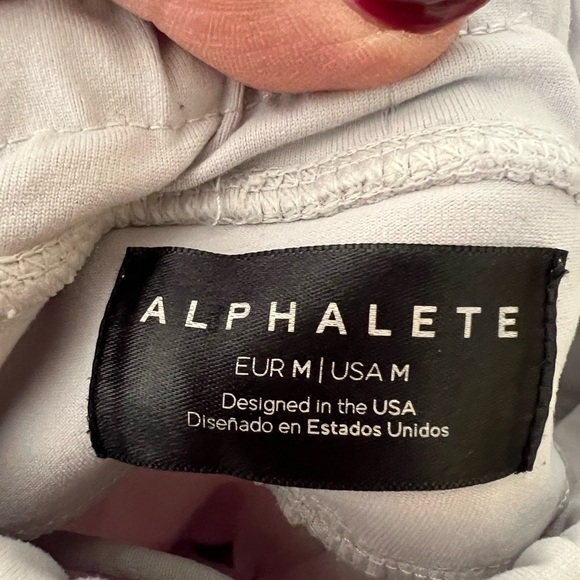 ALPHALETE
EUR M | USA M
Designed in the USA
Diseñado en Estados Unidos